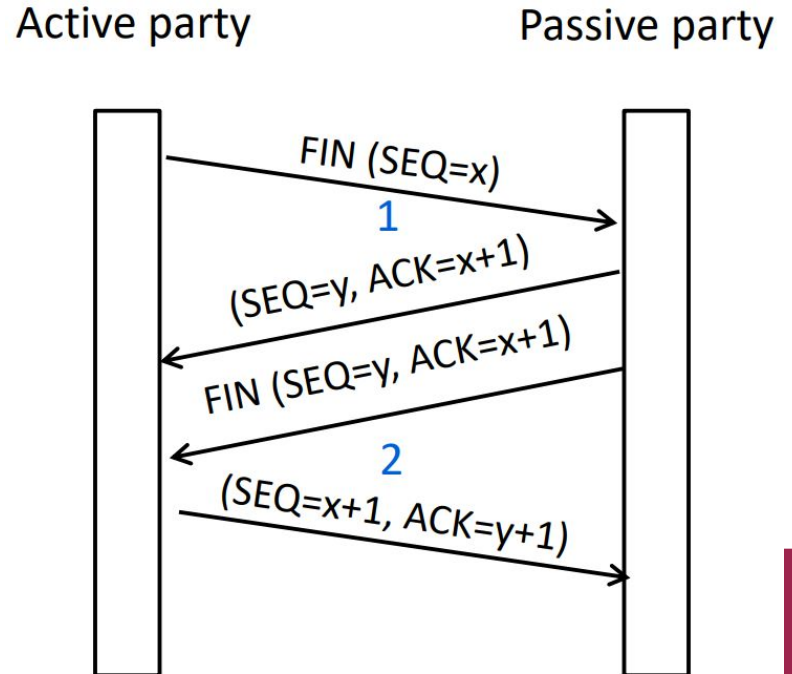 Active party
Passive party
FIN (SEQ=x)
1
(SEQ=y, ACK=x+1)
FIN (SEQ=y, ACK=x+1)
2
(SEQ=x+1, ACK=y+1)